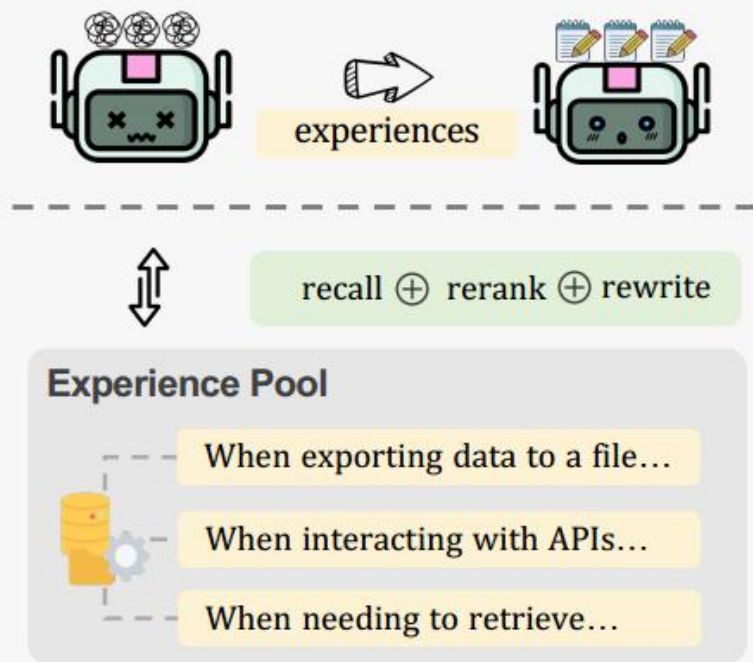 experiences
recall ⊕ rerank ⊕ rewrite
Experience Pool
When exporting data to a file…
When interacting with APIs…
When needing to retrieve…